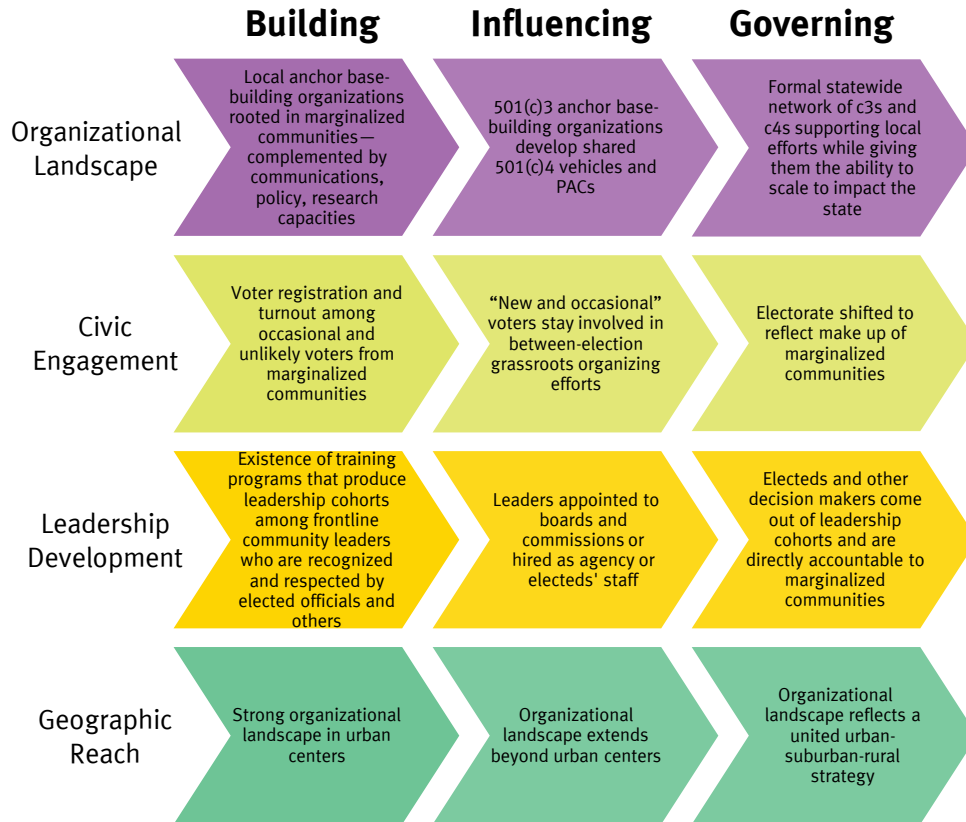 Building Influencing Governing
Organizational
Landscape
Local anchor base-
building organizations
rooted in marginalized
communities—
complemented by
communications,
policy, research
capacities
501(c)3 anchor base-
building organizations
develop shared
501(c)4 vehicles and
PACs
Formal statewide
network of c3s and
c4s supporting local
efforts while giving
them the ability to
scale to impact the
state
Civic
Engagement
Voter registration and
turnout among
occasional and
unlikely voters from
marginalized
communities
“New and occasional”
voters stay involved in
between-election
grassroots organizing
efforts
Electorate shifted to
reflect make up of
marginalized
communities
Leadership
Development
Existence of training
programs that produce
leadership cohorts
among frontline
community leaders
who are recognized
and respected by
elected officials and
others
Leaders appointed to
boards and
commissions or
hired as agency or
electeds' staff
Electeds and other
decision makers come
out of leadership
cohorts and are
directly accountable to
marginalized
communities
Geographic
Reach
Strong organizational
landscape in urban
centers
Organizational
landscape extends
beyond urban centers
Organizational
landscape reflects a
united urban-
suburban-rural
strategy